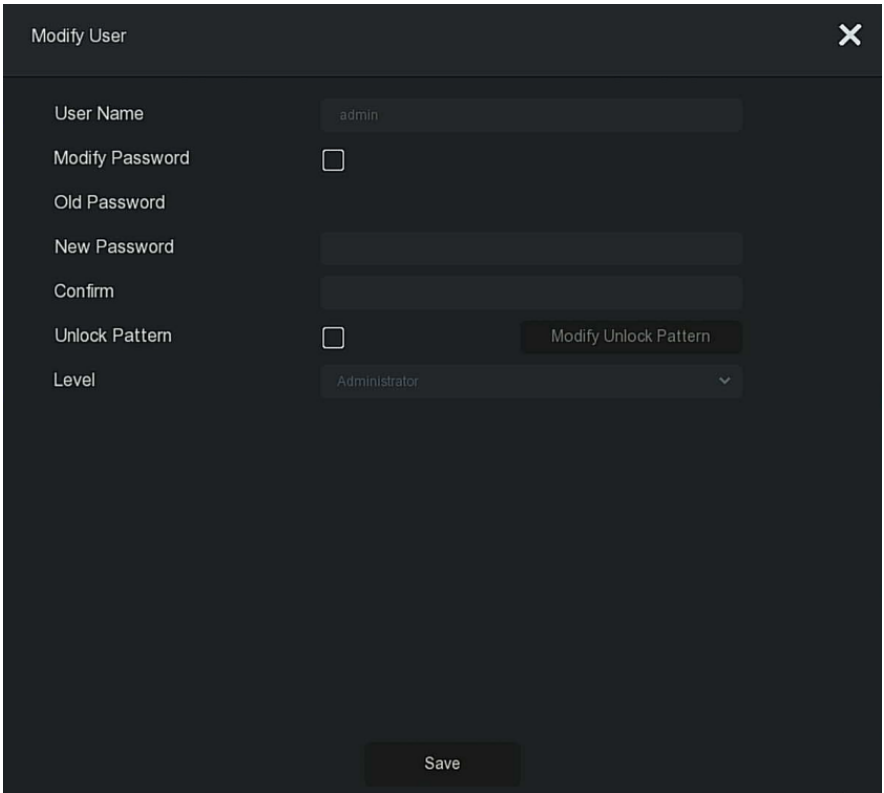 Modify User
User Name admin
Modify Password
Old Password
New Password
Confirm
Unlock Pattern Modify Unlock Pattern
Level Administrator
Save